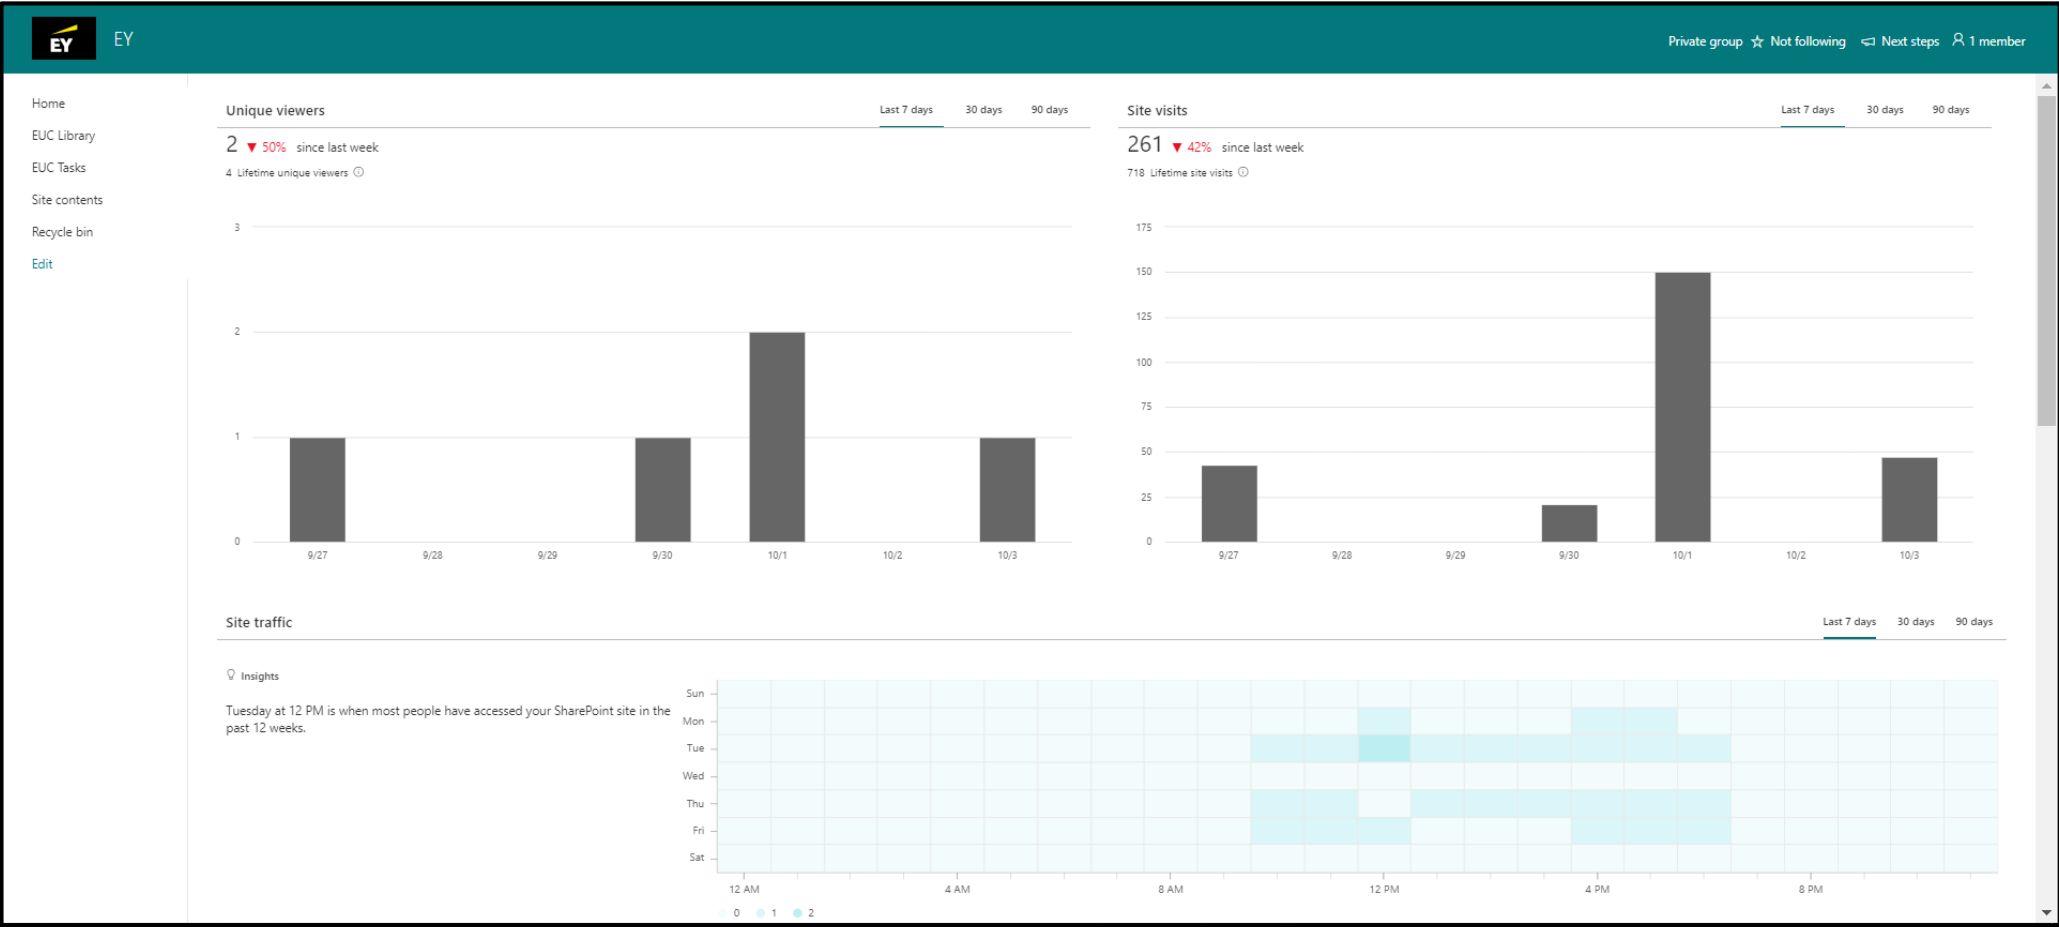 EY EY
Private group Not following Next steps 1 member
Home
EUC Library
EUC Tasks
Site contents
Recycle bin
Edit
Unique viewers Last 7 days 30 days 90 days
2 ▼ 50% since last week
4 Lifetime unique viewers
3
2
1
0
9/27 9/28 9/29 9/30 10/1 10/2 10/3
Site visits Last 7 days 30 days 90 days
261 ▼ 42% since last week
718 Lifetime site visits
175
150
125
100
75
50
25
0
9/27 9/28 9/29 9/30 10/1 10/2 10/3
Site traffic Last 7 days 30 days 90 days
Insights
Tuesday at 12 PM is when most people have accessed your SharePoint site in the
past 12 weeks.
Sun
Mon
Tue
Wed
Thu
Fri
Sat
12 AM 4 AM 8 AM 12 PM 4 PM 8 PM
0 1 2